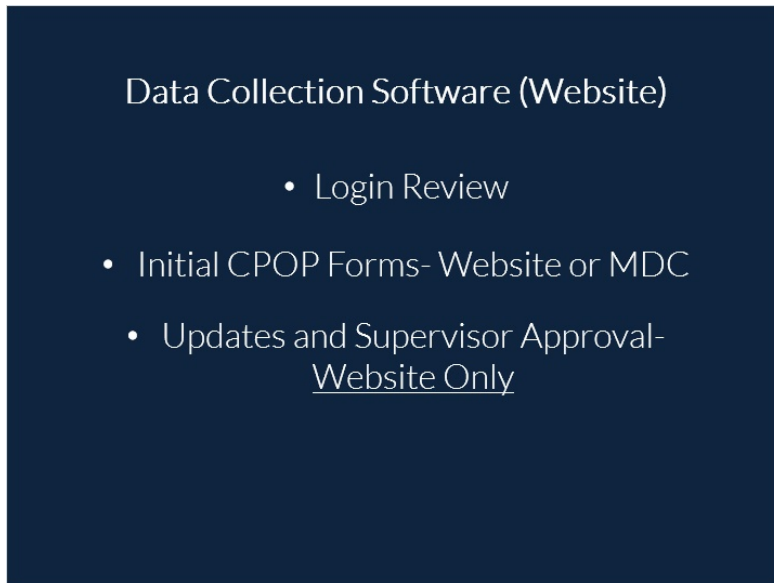 Data Collection Software (Website)
• Login Review
• Initial CPOP Forms- Website or MDC
• Updates and Supervisor Approval-
Website Only